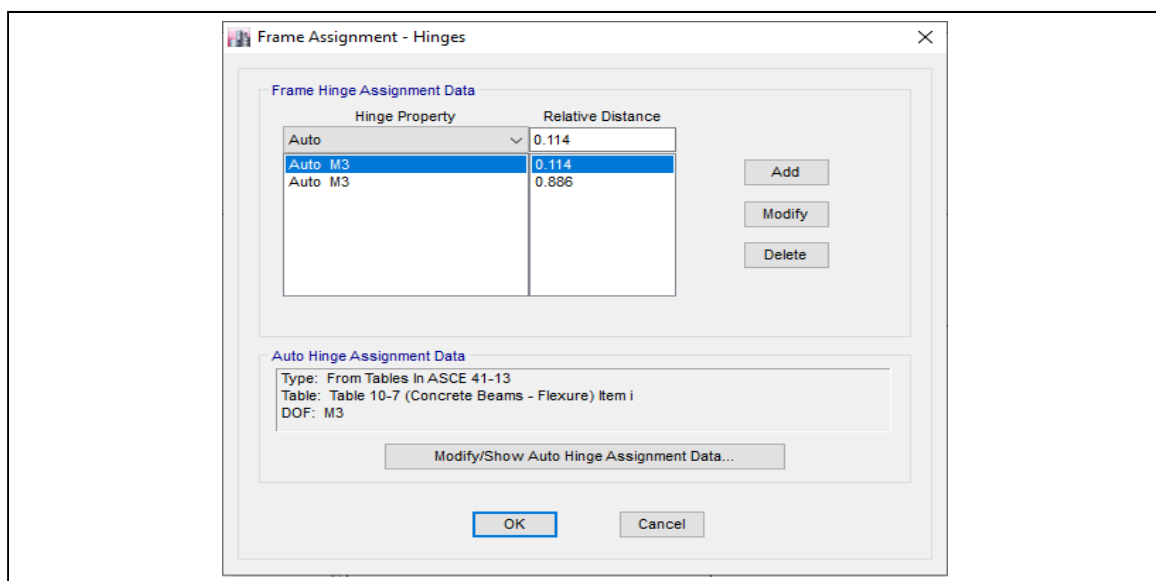 Frame Assignment - Hinges
Frame Hinge Assignment Data
Hinge Property Relative Distance
Auto 0.114
Auto M3 0.114
Auto M3 0.886
Add
Modify
Delete
Auto Hinge Assignment Data
Type: From Tables In ASCE 41-13
Table: Table 10-7 (Concrete Beams - Flexure) Item i
DOF: M3
Modify/Show Auto Hinge Assignment Data...
OK Cancel